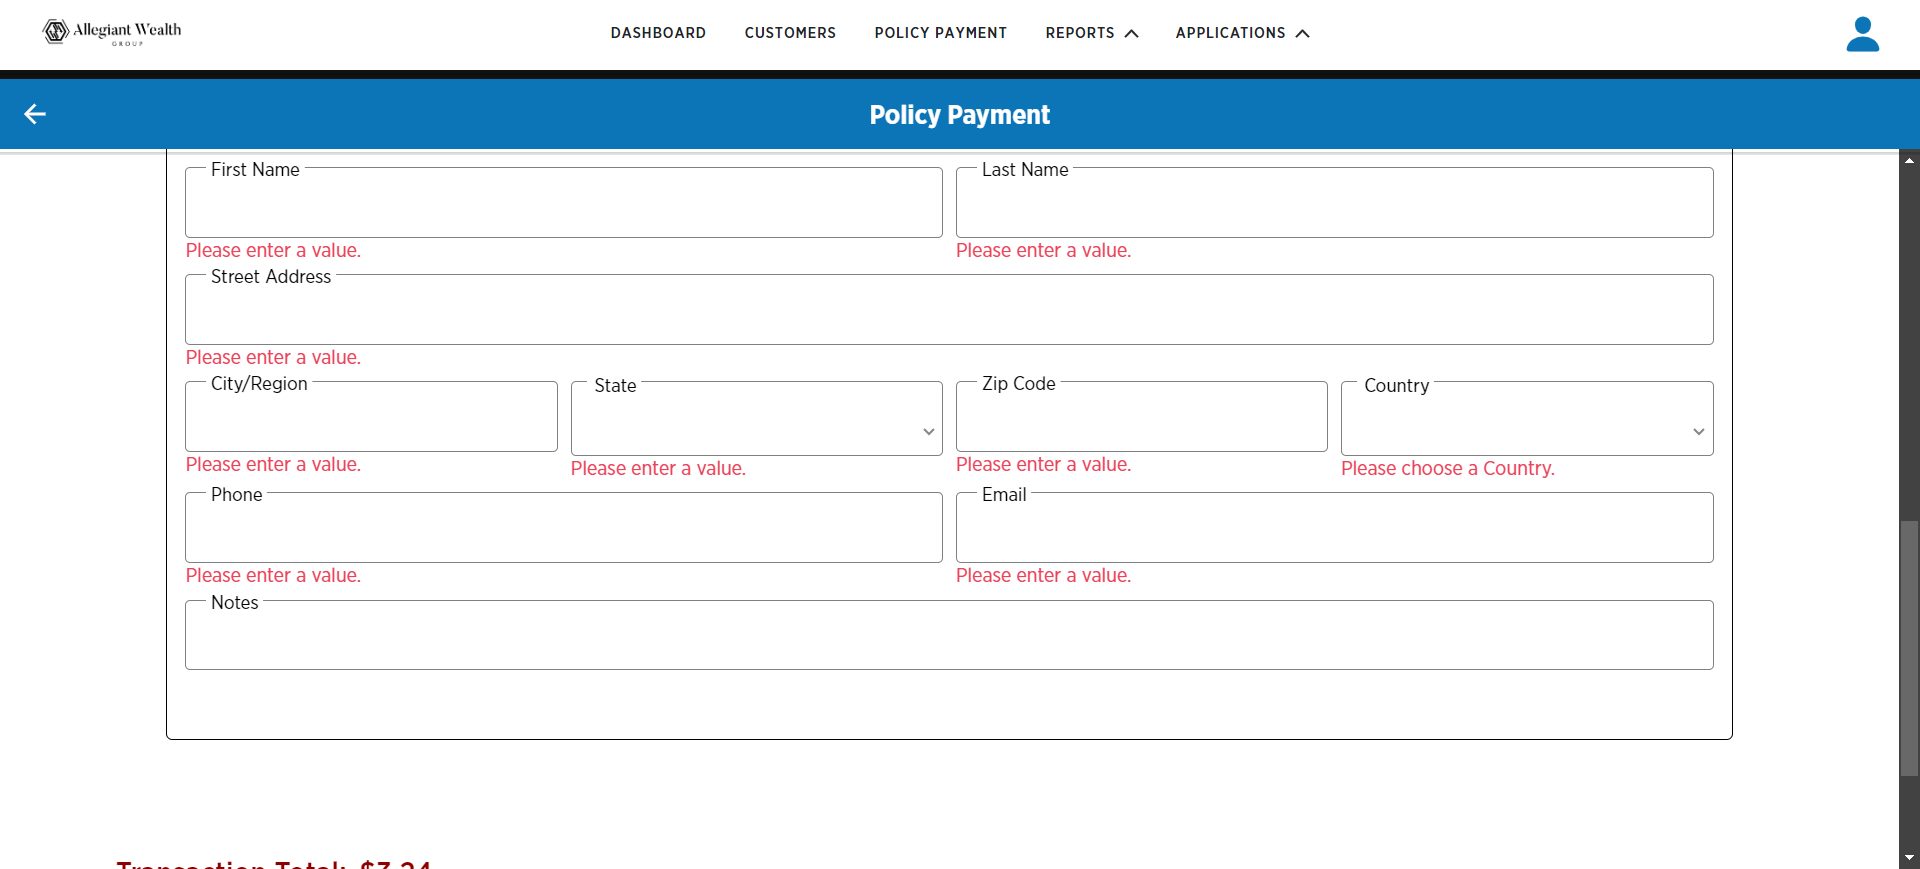 Allegiant Wealth
GROUP
DASHBOARD CUSTOMERS POLICY PAYMENT REPORTS APPLICATIONS
Policy Payment
First Name Last Name
Please enter a value. Please enter a value.
Street Address
Please enter a value.
City/Region State Zip Code Country
Please enter a value. Please enter a value. Please enter a value. Please choose a Country.
Phone Email
Please enter a value. Please enter a value.
Notes
Transaction Total: